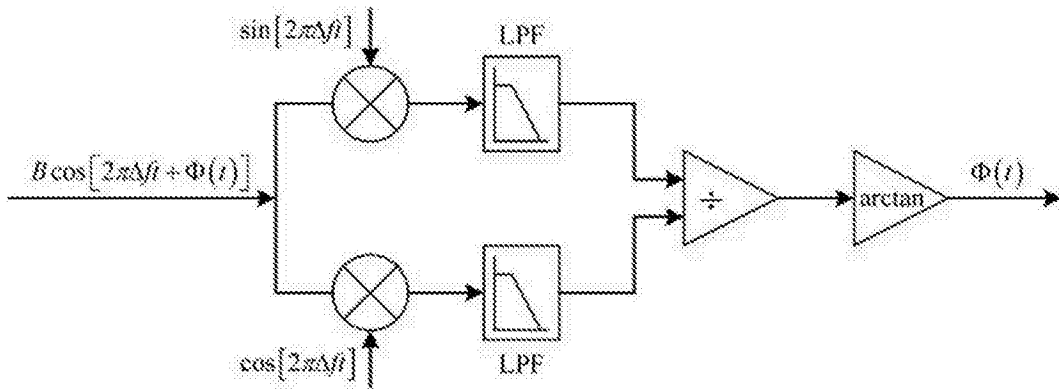 sin[2πΔft]
LPF
B cos[2πΔft + Φ(t)]
÷
arctan
Φ(t)
cos[2πΔft]
LPF